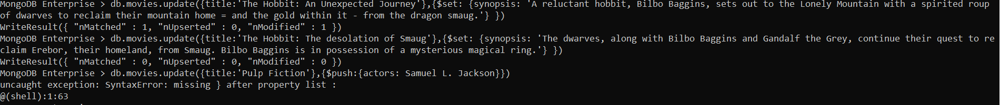 MongoDB Enterprise > db.movies.update({title:'The Hobbit: An Unexpected Journey'},{$set: {synopsis: 'A reluctant hobbit, Bilbo Baggins, sets out to the Lonely Mountain with a spirited roup
of dwarves to reclaim their mountain home = and the gold within it - from the dragon smaug.'} })
WriteResult({ "nMatched" : 1, "nUpserted" : 0, "nModified" : 1 })
MongoDB Enterprise > db.movies.update({title:'The Hobbit: The desolation of Smaug'},{$set: {synopsis: 'The dwarves, along with Bilbo Baggins and Gandalf the Grey, continue their quest to re
claim Erebor, their homeland, from Smaug. Bilbo Baggins is in possession of a mysterious magical ring.'} })
WriteResult({ "nMatched" : 0, "nUpserted" : 0, "nModified" : 0 })
MongoDB Enterprise > db.movies.update({title:'Pulp Fiction'},{$push:{actors: Samuel L. Jackson}})
uncaught exception: SyntaxError: missing } after property list :
@(shell):1:63